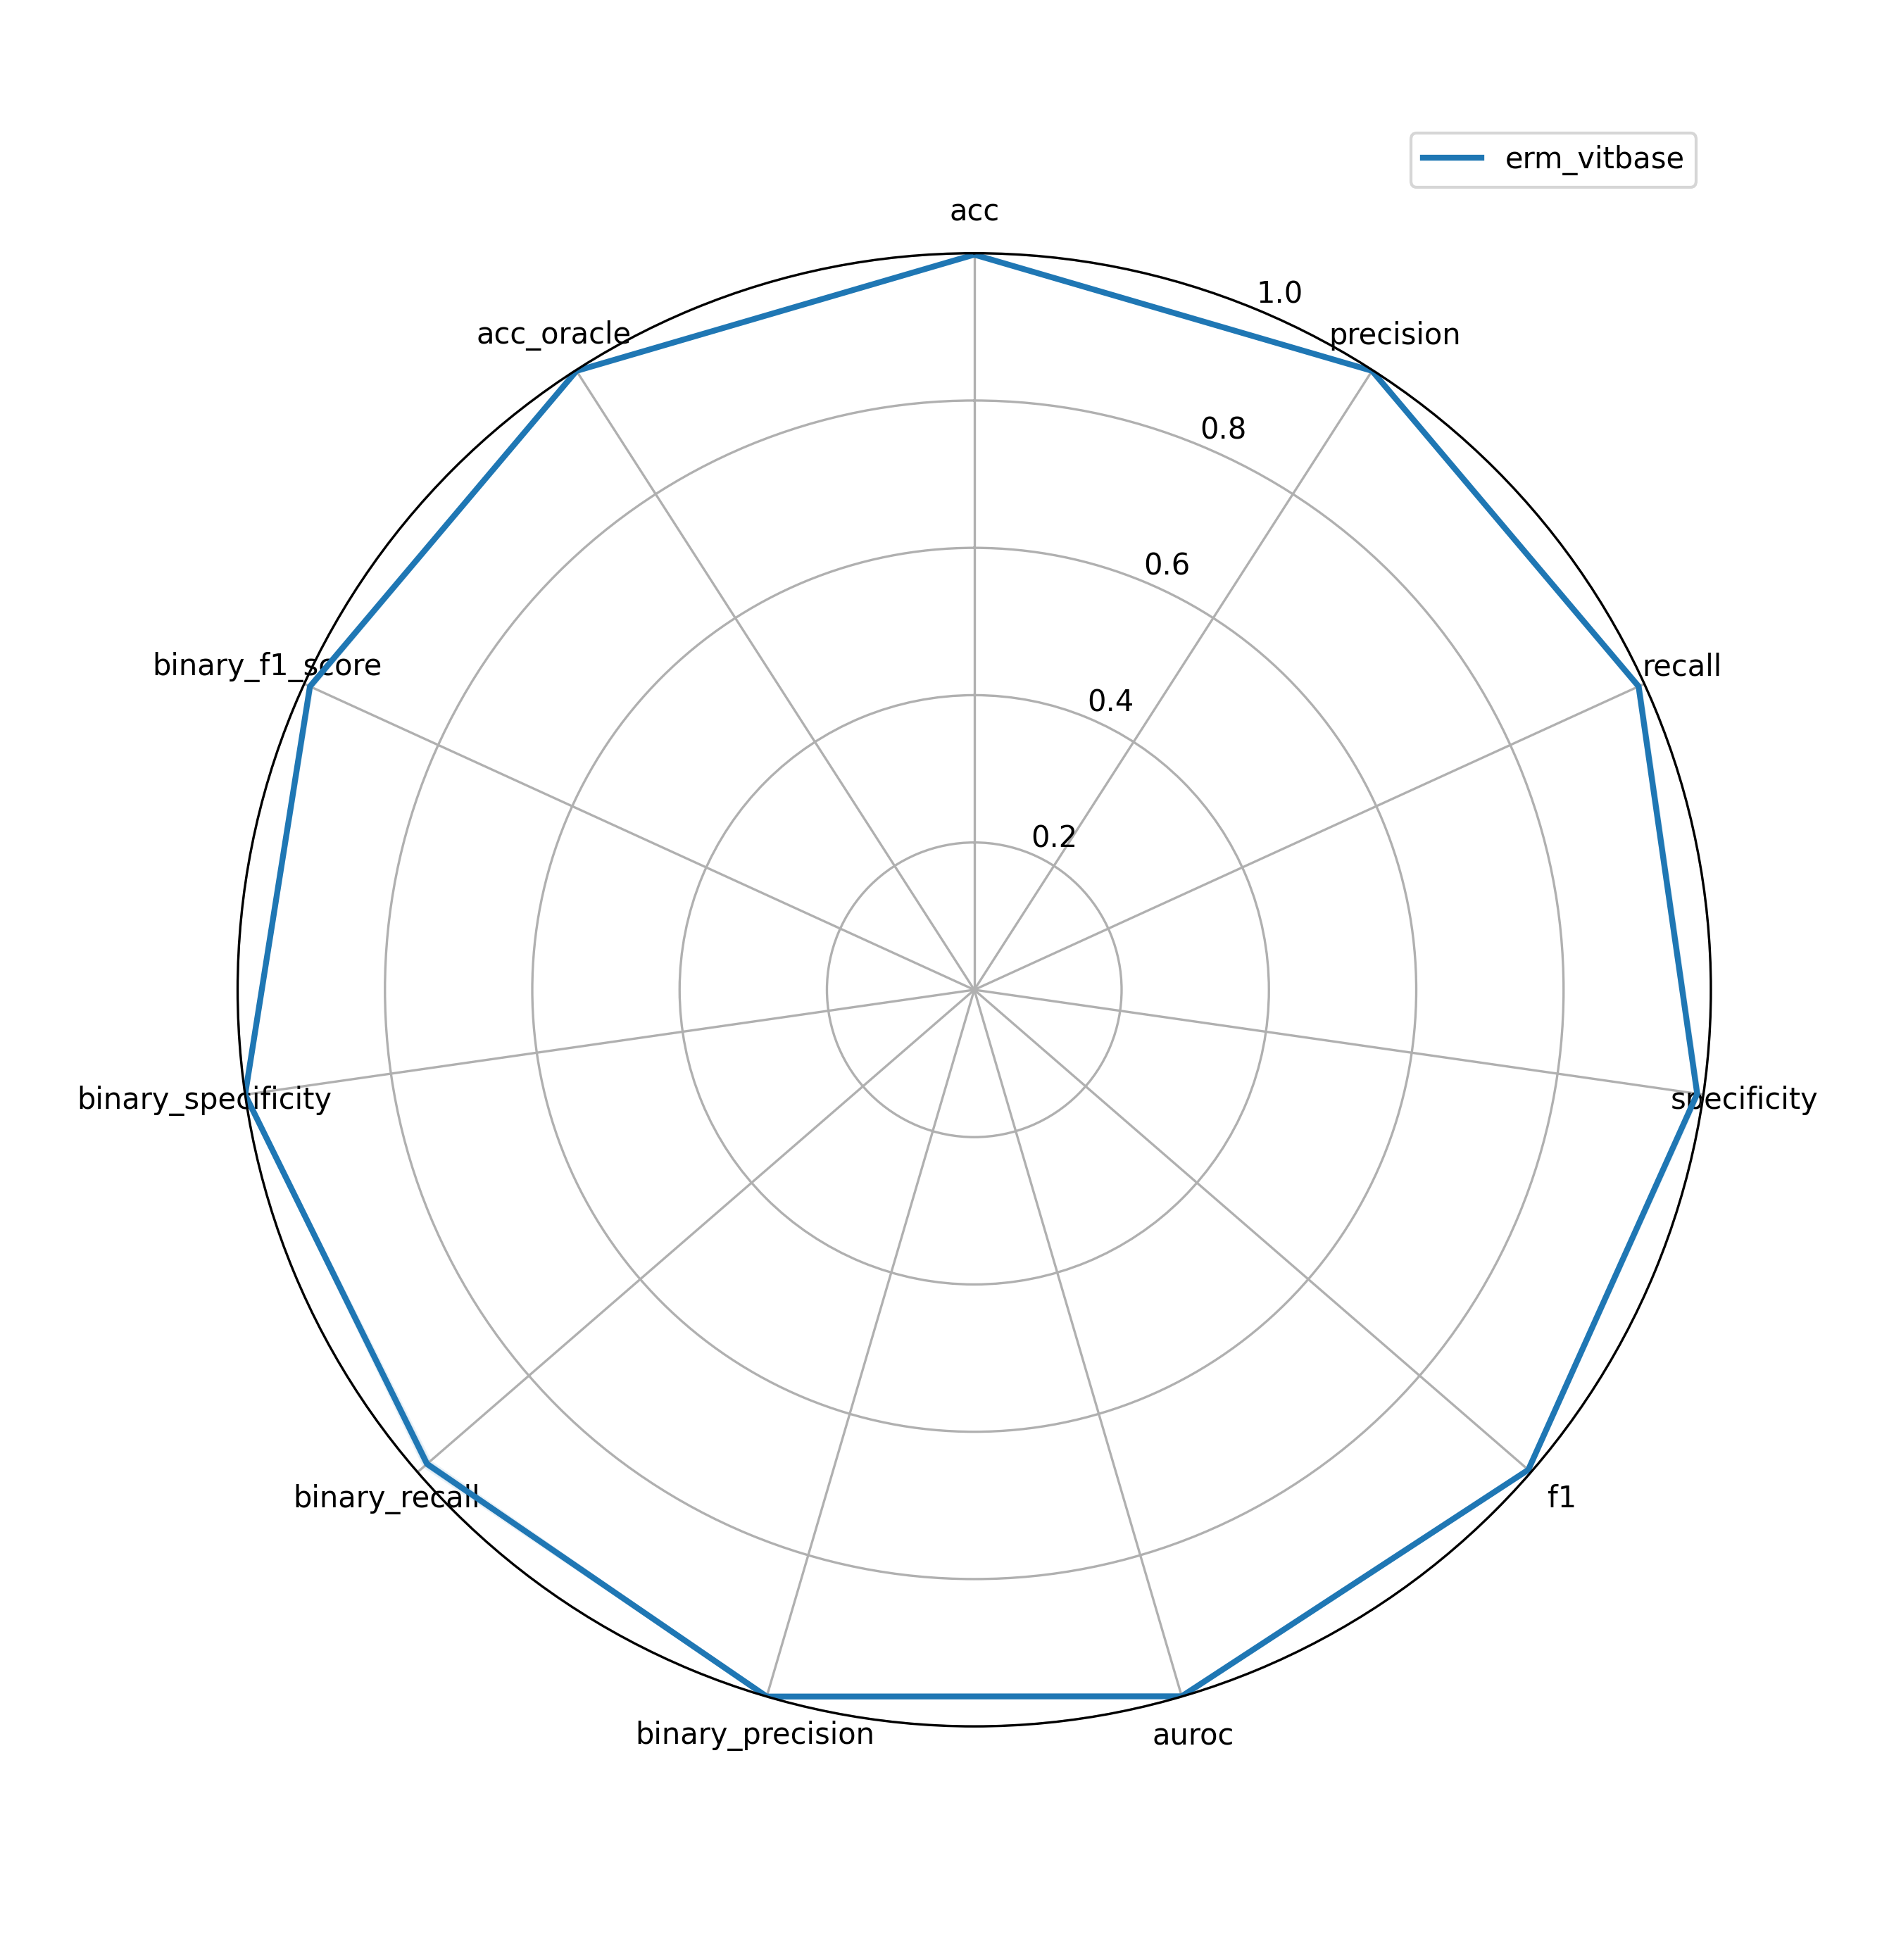 erm_vitbase
acc
1.0
acc_oracle
precision
0.8
0.6
binary_f1_score
recall
0.4
0.2
binary_specificity
specificity
binary_recall
f1
binary_precision
auroc